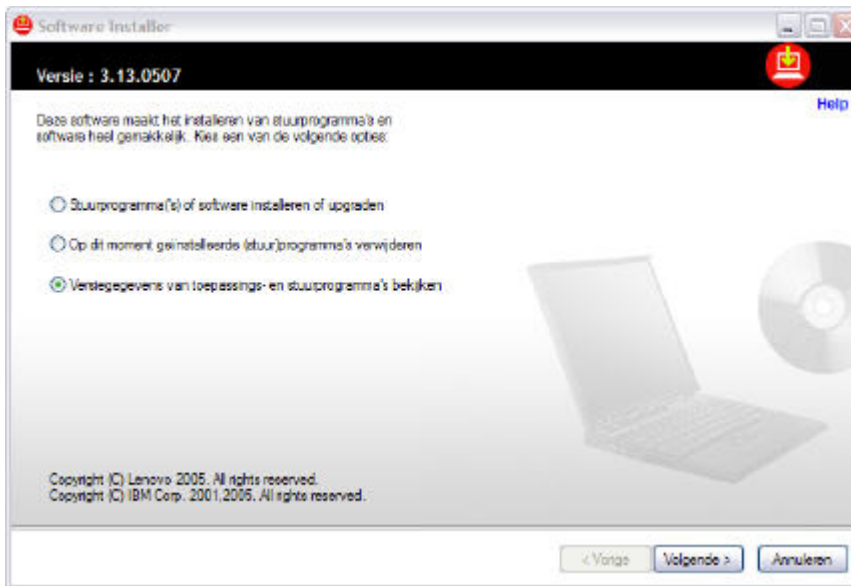 Software Installer
Versie : 3.13.0507
Help
Deze software maakt het installeren van stuurprogramma's en
software heel gemakkelijk. Kies een van de volgende opties:
Stuurprogramma('s) of software installeren of upgraden
Op dit moment geïnstalleerde (stuur)programma's verwijderen
Versiegegevens van toepassings- en stuurprogramma's bekijken
Copyright (C) Lenovo 2005. All rights reserved.
Copyright (C) IBM Corp. 2001,2005. All rights reserved.
< Vorige
Volgende >
Annuleren